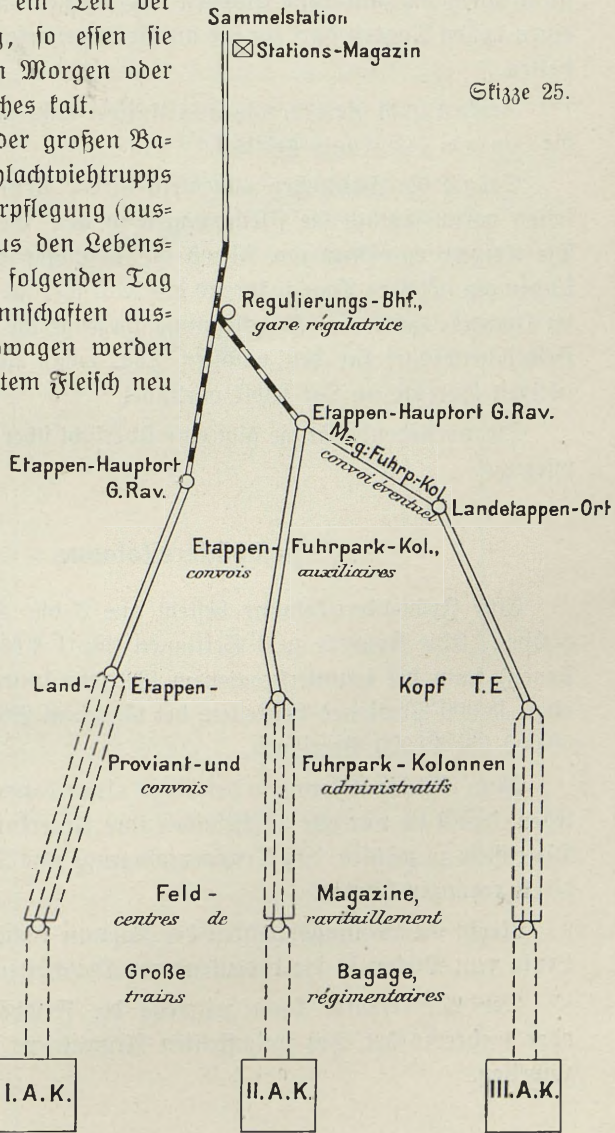 ein Teil der
, so essen sie
n Morgen oder
hes kalt.
der großen Ba=
hlachtviehtrupps
rpflegung (aus=
us den Lebens=
folgenden Tag
nnschaften aus=
wagen werden
tem Fleisch neu
Sammelstation
Stations-Magazin
Skizze 25.
Regulierungs-Bhf.,
gare régulatrice
Etappen-Hauptort G.Rav.
Mag.-Fuhrp.-Kol.
convoi éventuel
Etappen-Hauptort
G.Rav.
Landetappen-Ort
Etappen- Fuhrpark-Kol.,
convois auxiliaires
Land- Etappen- Kopf T.E
Proviant-und Fuhrpark-Kolonnen
convois administratifs
Feld- Magazine,
centres de ravitaillement
Große Bagage,
trains régimentaires
I.A.K. II.A.K. III.A.K.